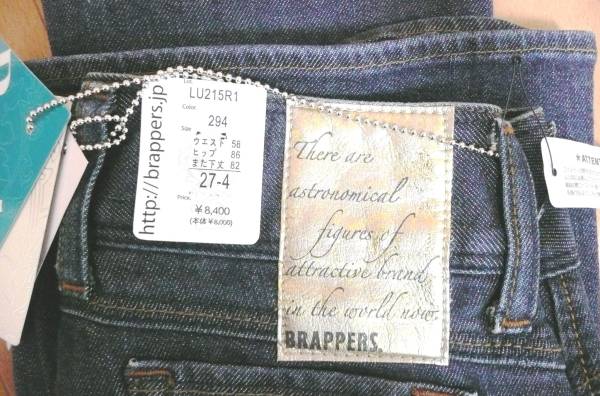 http://brappers.jp
LU215R1
Color
294
Size
ウエスト 58
ヒップ 86
また下丈 82
27-4
Price
¥8,400
(本体¥8,000)
There are
astronomical
figures of
attractive brand
in the world now.
BRAPPERS.
★ATTENT